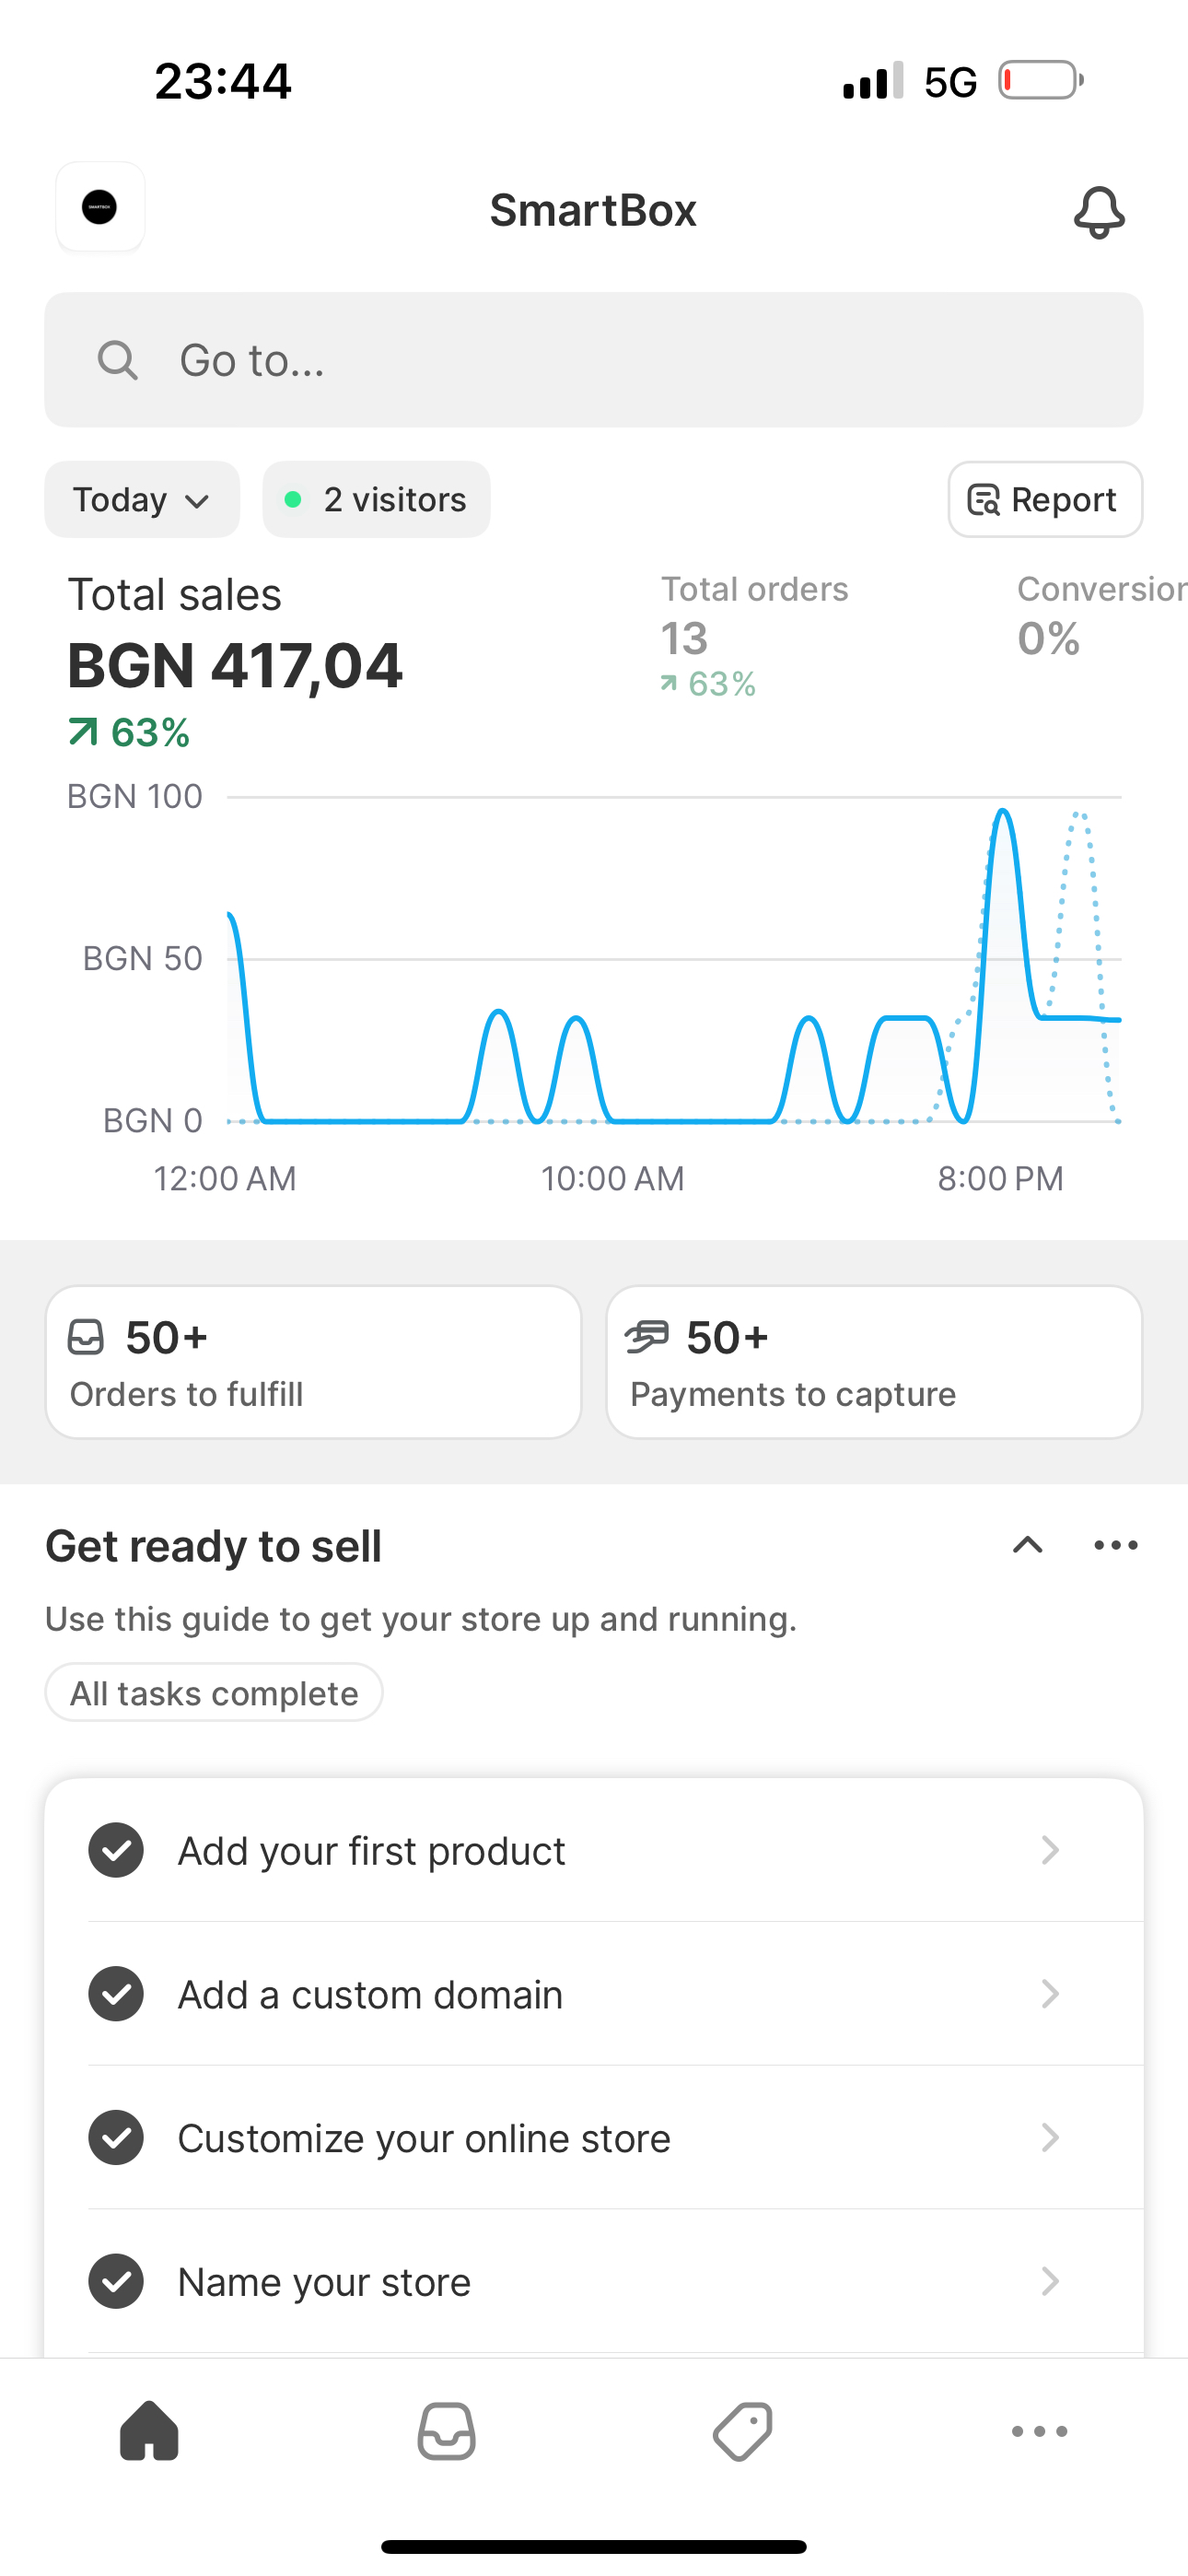 23:44
5G
SMARTBOX
SmartBox
Go to...
Today
2 visitors
Report
Total sales
BGN 417,04
63%
Total orders
13
63%
Conversion
0%
BGN 100
BGN 50
BGN 0
12:00 AM
10:00 AM
8:00 PM
50+
Orders to fulfill
50+
Payments to capture
Get ready to sell
Use this guide to get your store up and running.
All tasks complete
Add your first product
Add a custom domain
Customize your online store
Name your store